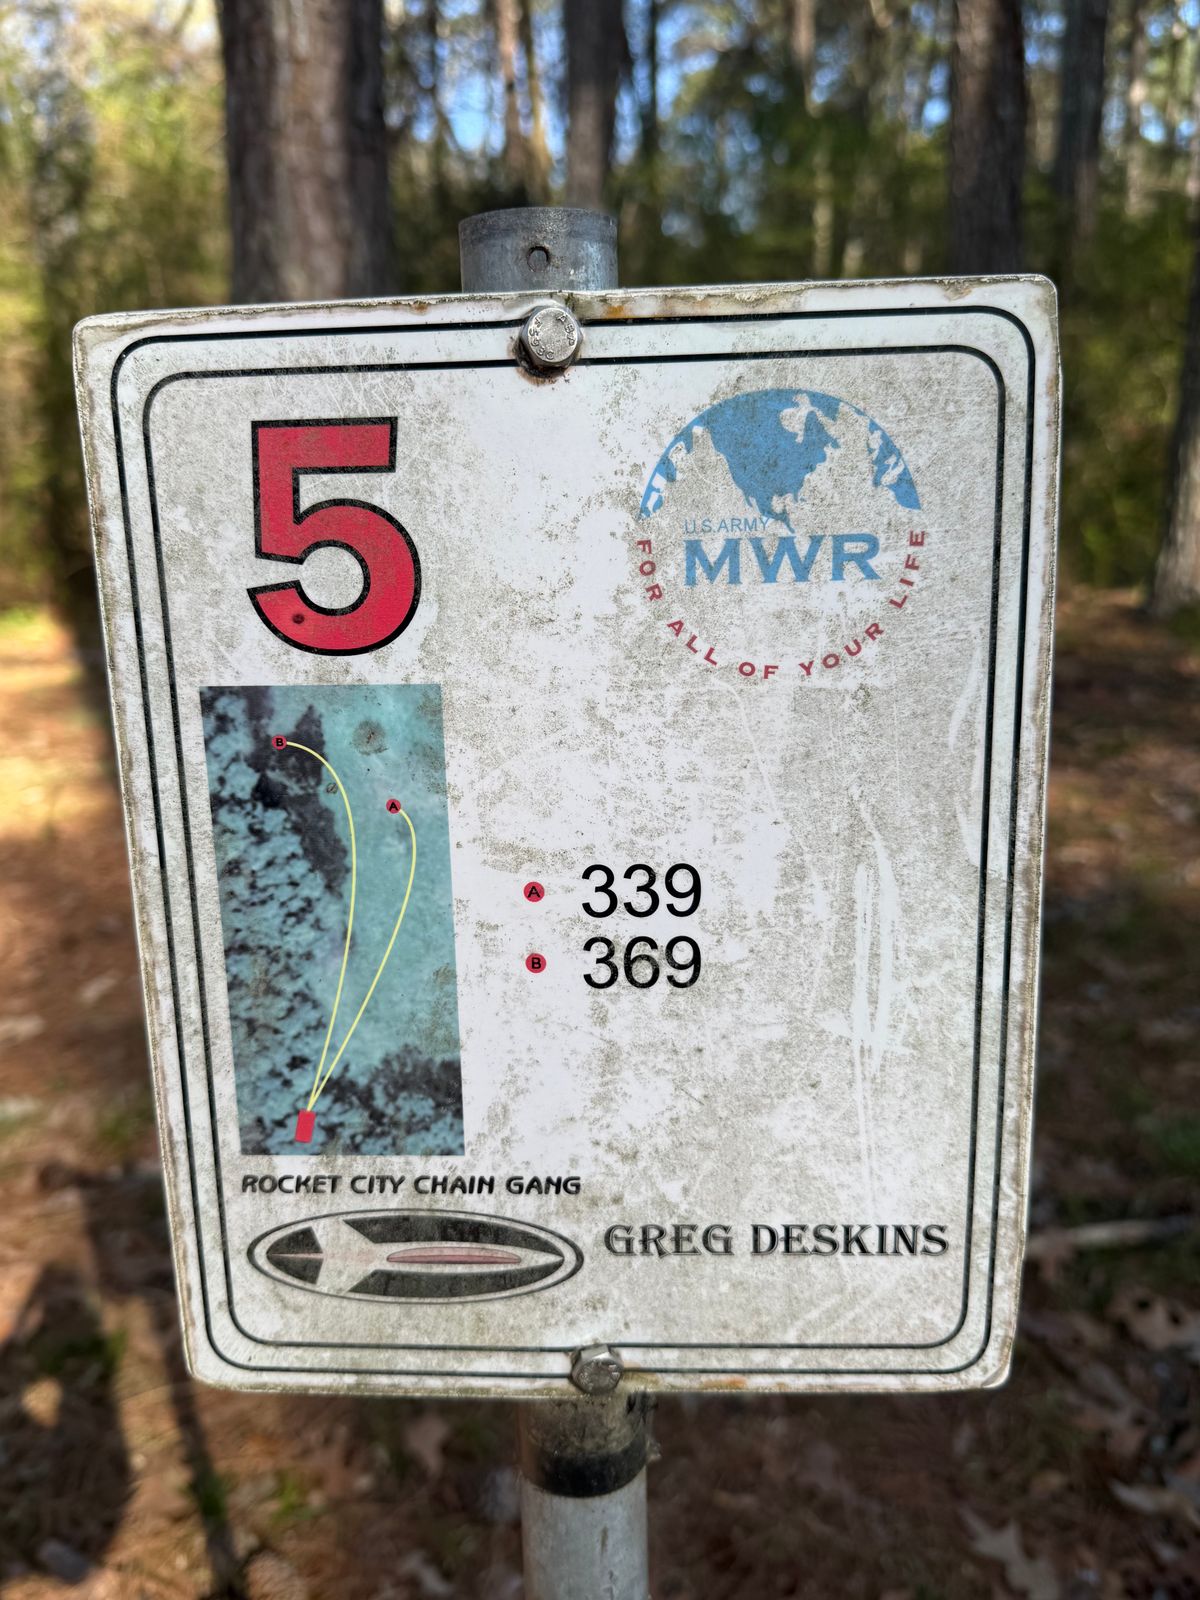 5
U.S.ARMY
MWR
FOR ALL OF YOUR LIFE
B
A
A 339
B 369
ROCKET CITY CHAIN GANG
GREG DESKINS